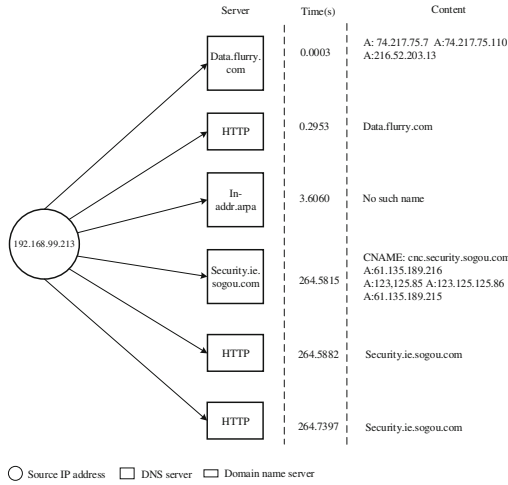 Server Time(s) Content
Data.flurry.
com
0.0003
A: 74.217.75.7 A:74.217.75.110
A:216.52.203.13
HTTP
0.2953
Data.flurry.com
In-
addr.arpa
3.6060
No such name
192.168.99.213
Security.ie.
sogou.com
264.5815
CNAME: cnc.security.sogou.com
A:61.135.189.216
A:123,125.85 A:123.125.125.86
A:61.135.189.215
HTTP
264.5882
Security.ie.sogou.com
HTTP
264.7397
Security.ie.sogou.com
Source IP address DNS server Domain name server